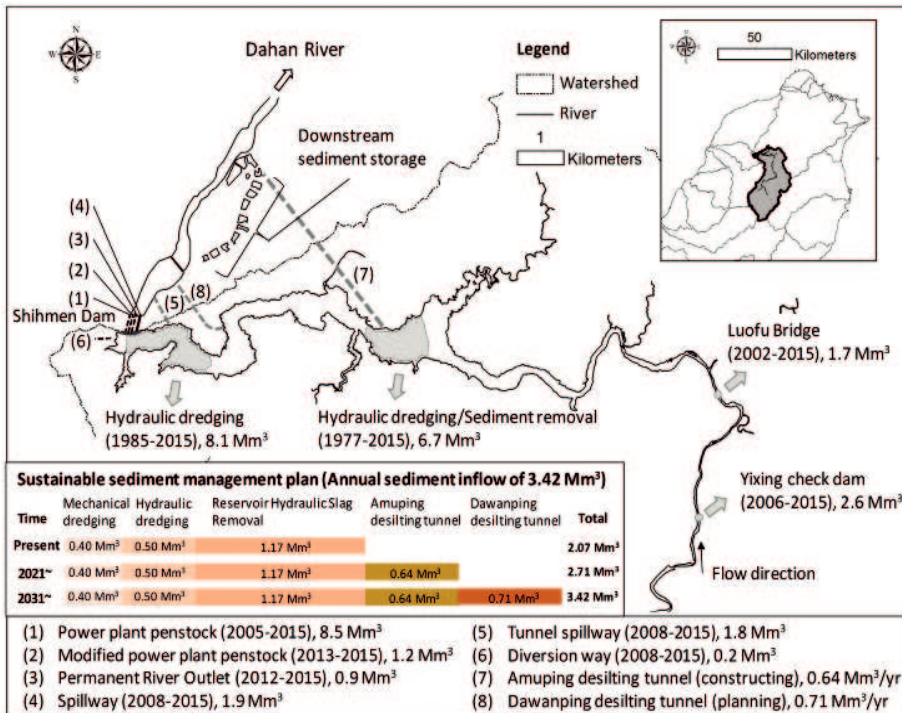 N
W E
S
Dahan River
Legend
Watershed
River
1
Kilometers
50
Kilometers
Downstream
sediment storage
(4)
(3)
(2)
(1)
(5)
(8)
(7)
Shihmen Dam
(6)
Luofu Bridge
(2002-2015), 1.7 Mm³
Hydraulic dredging
(1985-2015), 8.1 Mm³
Hydraulic dredging/Sediment removal
(1977-2015), 6.7 Mm³
Yixing check dam
(2006-2015), 2.6 Mm³
Flow direction
Sustainable sediment management plan (Annual sediment inflow of 3.42 Mm³)
Time Mechanical dredging Hydraulic dredging Reservoir Hydraulic Slag Removal Amuping desilting tunnel Dawanping desilting tunnel Total
Present 0.40 Mm³ 0.50 Mm³ 1.17 Mm³ 2.07 Mm³
2021~ 0.40 Mm³ 0.50 Mm³ 1.17 Mm³ 0.64 Mm³ 2.71 Mm³
2031~ 0.40 Mm³ 0.50 Mm³ 1.17 Mm³ 0.64 Mm³ 0.71 Mm³ 3.42 Mm³
(1) Power plant penstock (2005-2015), 8.5 Mm³
(2) Modified power plant penstock (2013-2015), 1.2 Mm³
(3) Permanent River Outlet (2012-2015), 0.9 Mm³
(4) Spillway (2008-2015), 1.9 Mm³
(5) Tunnel spillway (2008-2015), 1.8 Mm³
(6) Diversion way (2008-2015), 0.2 Mm³
(7) Amuping desilting tunnel (constructing), 0.64 Mm³/yr
(8) Dawanping desilting tunnel (planning), 0.71 Mm³/yr